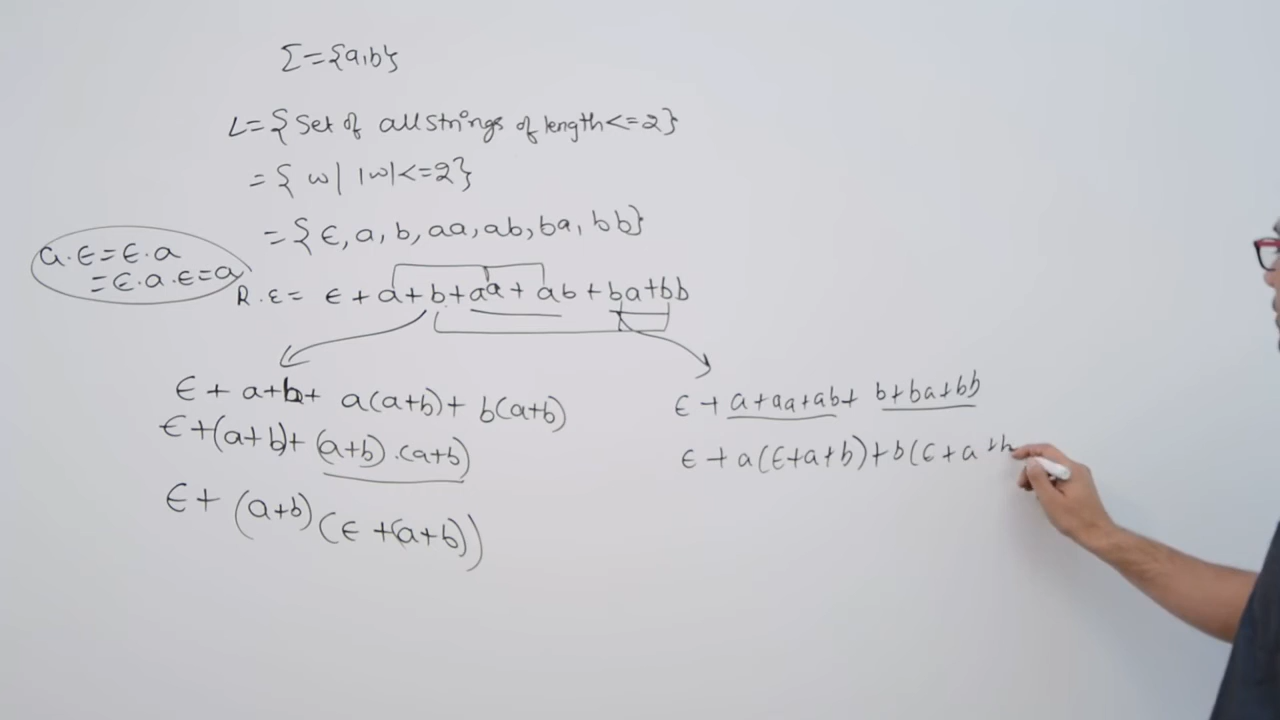 Σ={a,b}
L={Set of all strings of length<=2}
={ w| |w|<=2}
={ϵ, a, b, aa, ab, ba, bb}
a.ϵ=ϵ.a
=ϵ.a.ϵ=a
R.ε= ϵ+a+b+aa+ab+ba+bb
ϵ+a+b+ a(a+b)+ b(a+b)
ϵ+(a+b)+(a+b).(a+b)
ϵ+(a+b)(ϵ+(a+b))
ϵ+a+aa+ab+ b+ba+bb
ϵ+a(ϵ+a+b)+b(ϵ+a+b